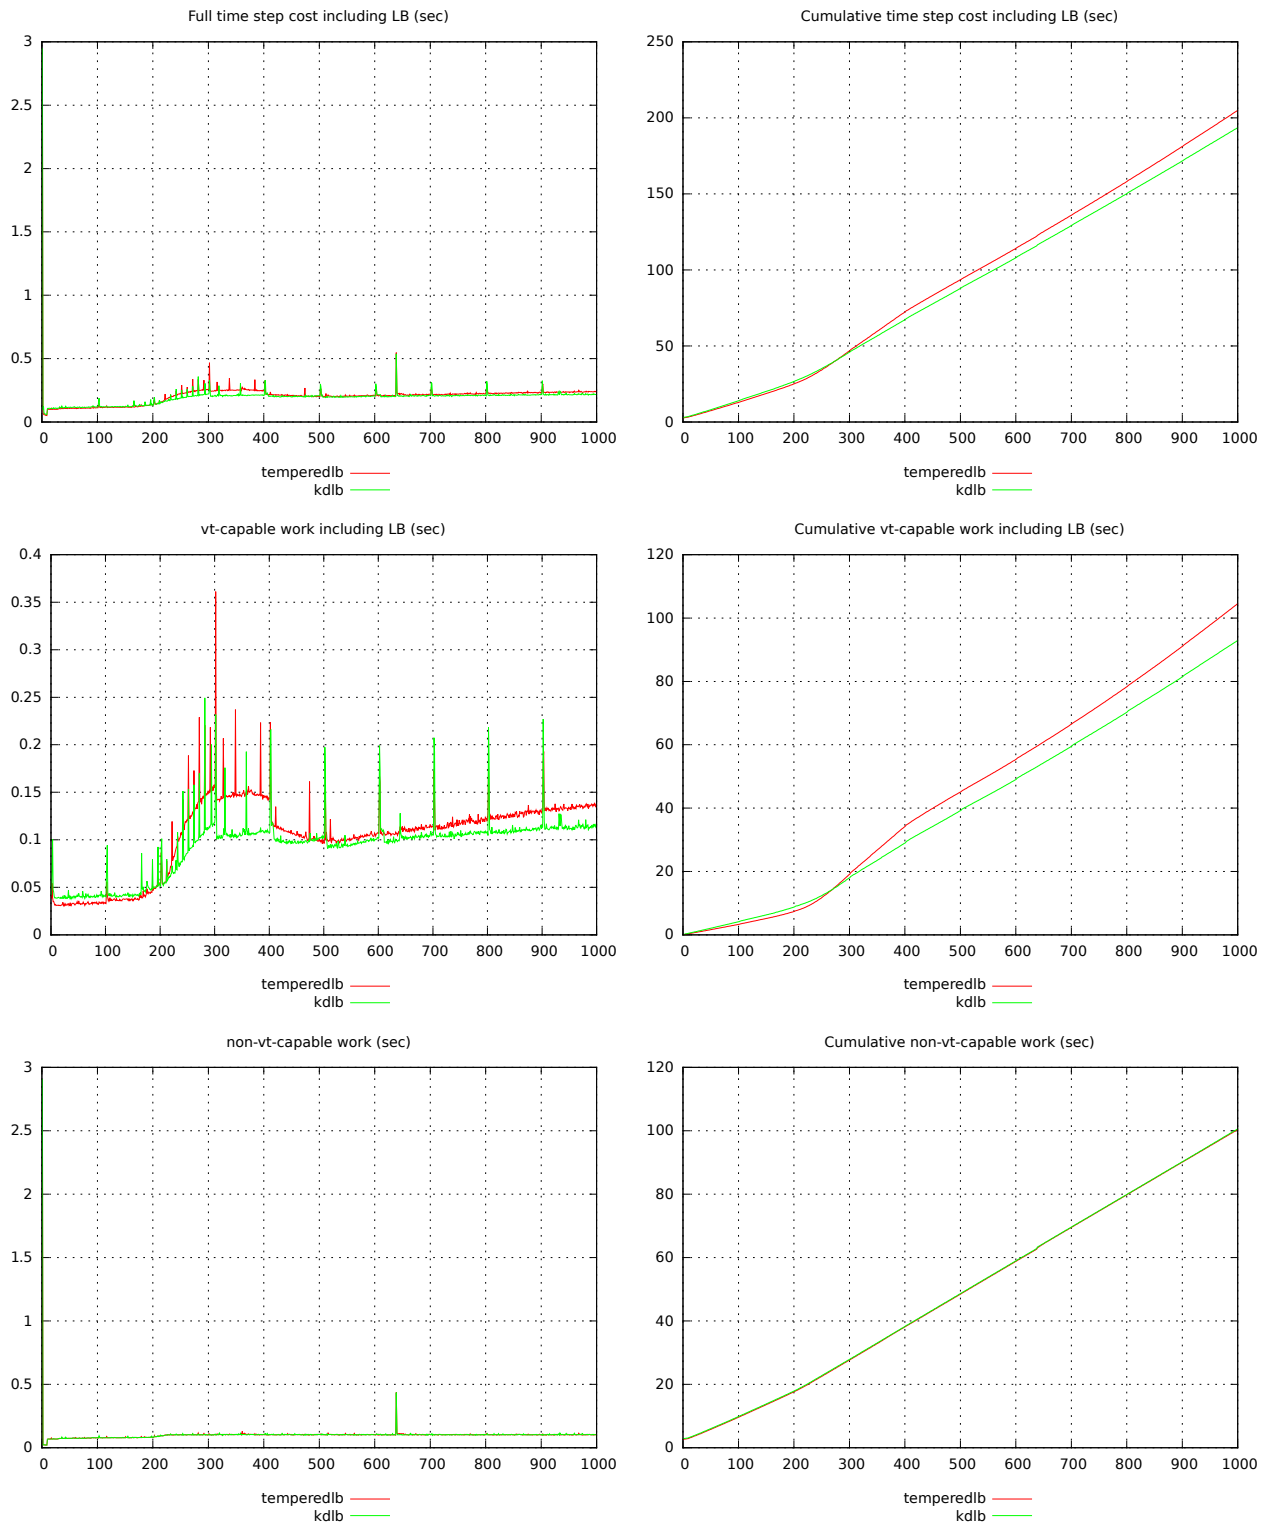 Full time step cost including LB (sec)
3
2.5
2
1.5
1
0.5
0
0 100 200 300 400 500 600 700 800 900 1000
temperedlb
kdlb
Cumulative time step cost including LB (sec)
250
200
150
100
50
0
0 100 200 300 400 500 600 700 800 900 1000
temperedlb
kdlb
vt-capable work including LB (sec)
0.4
0.35
0.3
0.25
0.2
0.15
0.1
0.05
0
0 100 200 300 400 500 600 700 800 900 1000
temperedlb
kdlb
Cumulative vt-capable work including LB (sec)
120
100
80
60
40
20
0
0 100 200 300 400 500 600 700 800 900 1000
temperedlb
kdlb
non-vt-capable work (sec)
3
2.5
2
1.5
1
0.5
0
0 100 200 300 400 500 600 700 800 900 1000
temperedlb
kdlb
Cumulative non-vt-capable work (sec)
120
100
80
60
40
20
0
0 100 200 300 400 500 600 700 800 900 1000
temperedlb
kdlb